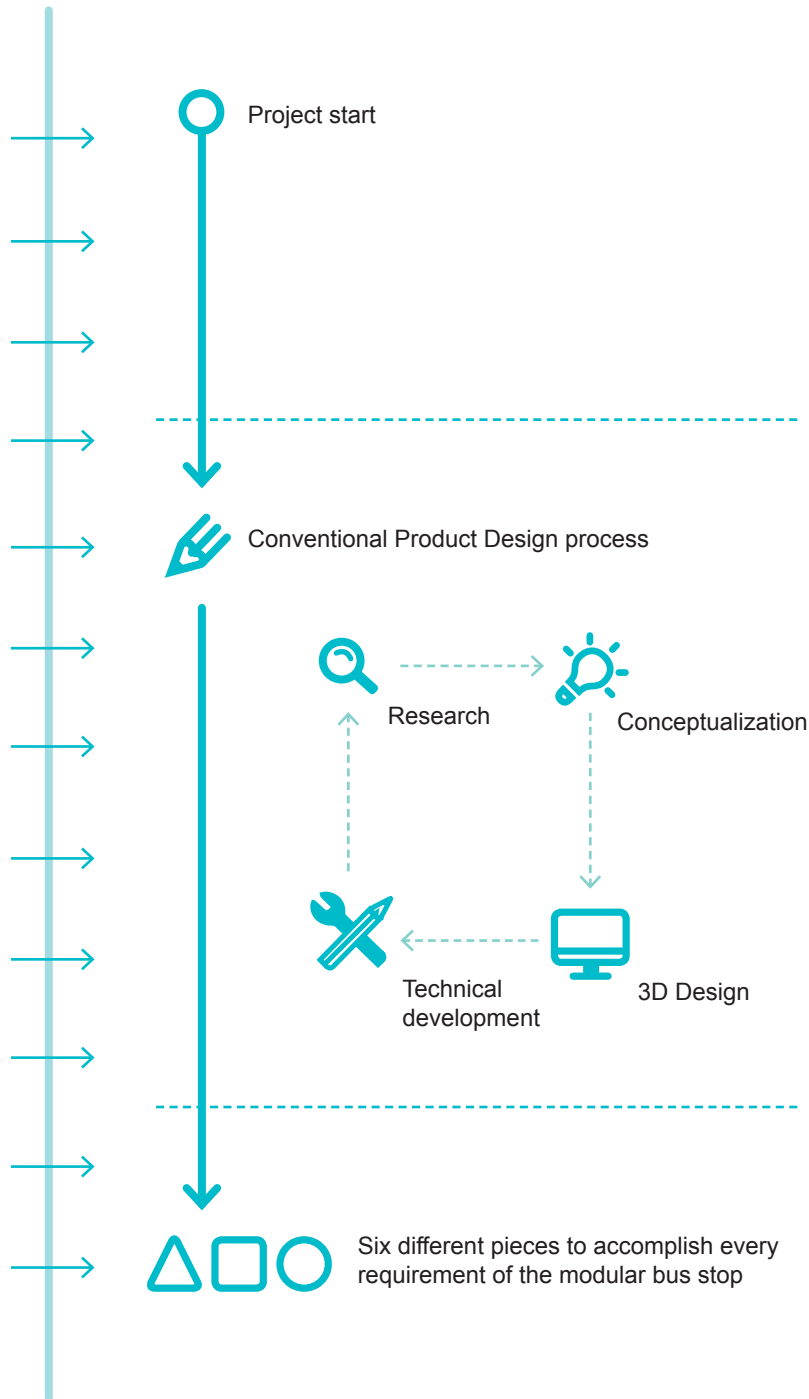 Project start
Conventional Product Design process
Research
Conceptualization
Technical
development
3D Design
Six different pieces to accomplish every
requirement of the modular bus stop